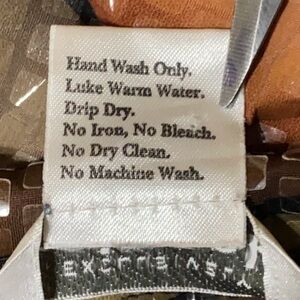 Hand Wash Only.
Luke Warm Water.
Drip Dry.
No Iron, No Bleach.
No Dry Clean.
No Machine Wash.